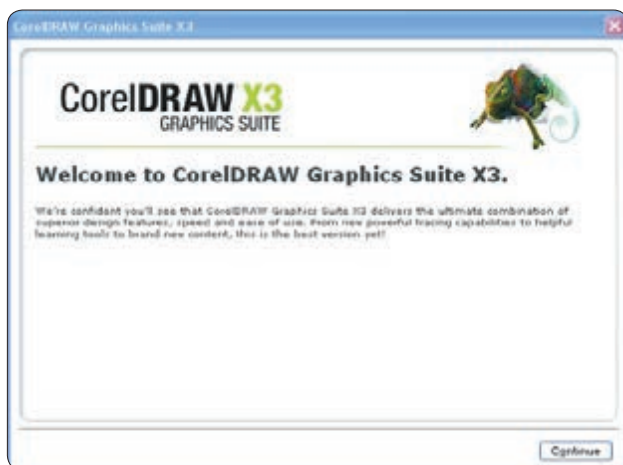 CorelDRAW Graphics Suite X3
CorelDRAW X3
GRAPHICS SUITE
Welcome to CorelDRAW Graphics Suite X3.
We're confident you'll see that CorelDRAW Graphics Suite X3 delivers the ultimate combination of
superior design features, speed and ease of use. From new powerful tracing capabilities to helpful
learning tools to brand new content, this is the best version yet!
Continue